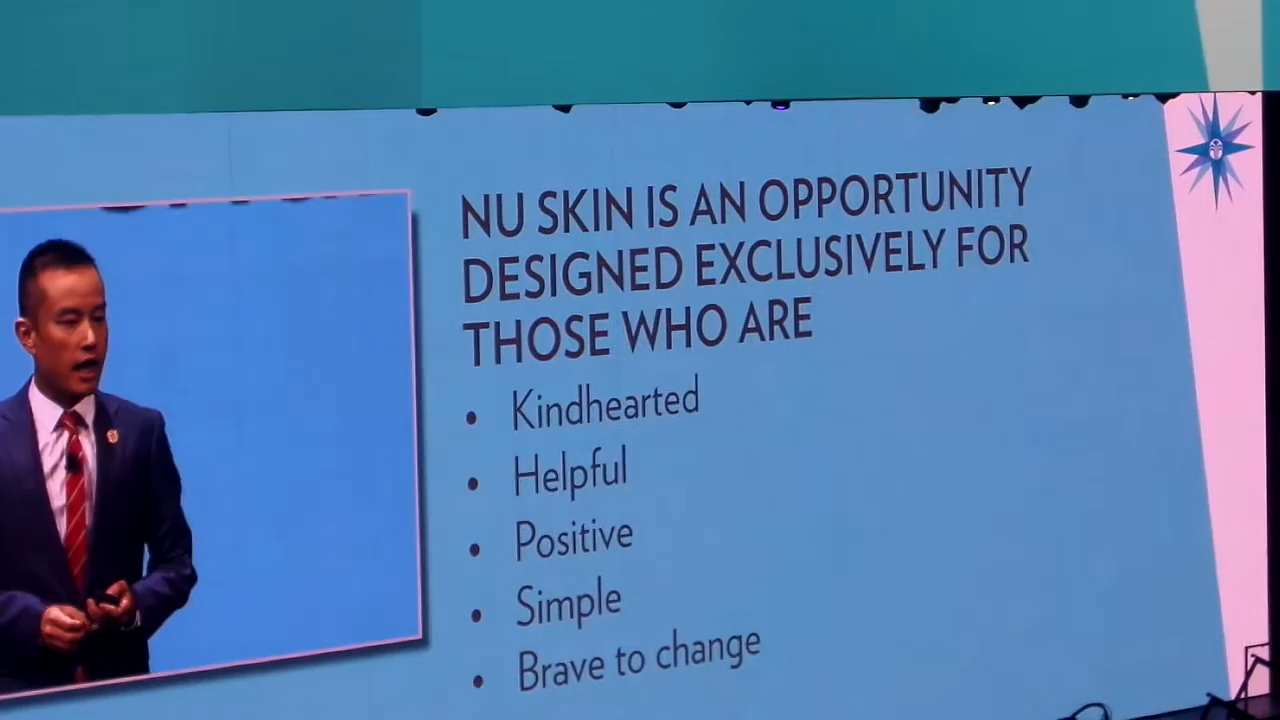 NU SKIN IS AN OPPORTUNITY
DESIGNED EXCLUSIVELY FOR
THOSE WHO ARE
• Kindhearted
• Helpful
• Positive
• Simple
• Brave to change